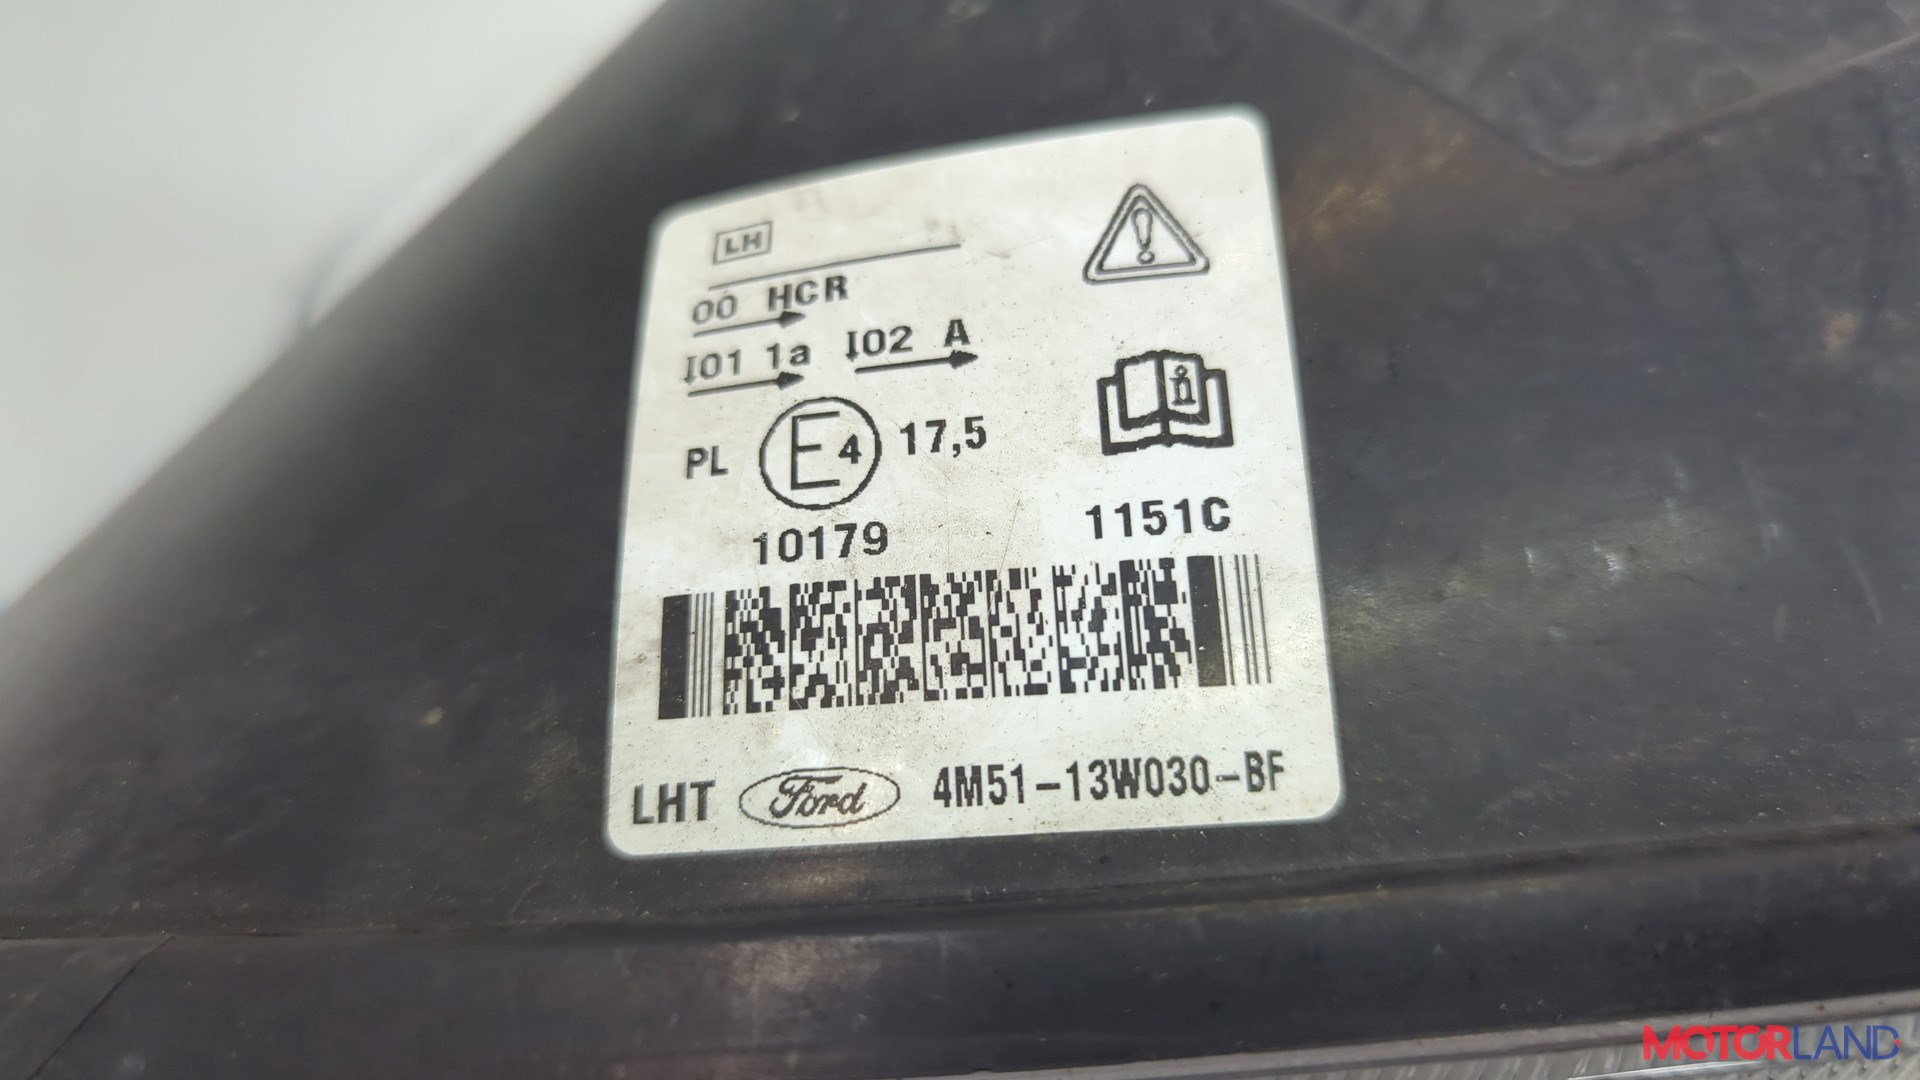 LH
00 HCR
I01 1a I02 A
PL E4 17,5
10179 1151C
LHT Ford 4M51-13W030-BF
MOTORLAND